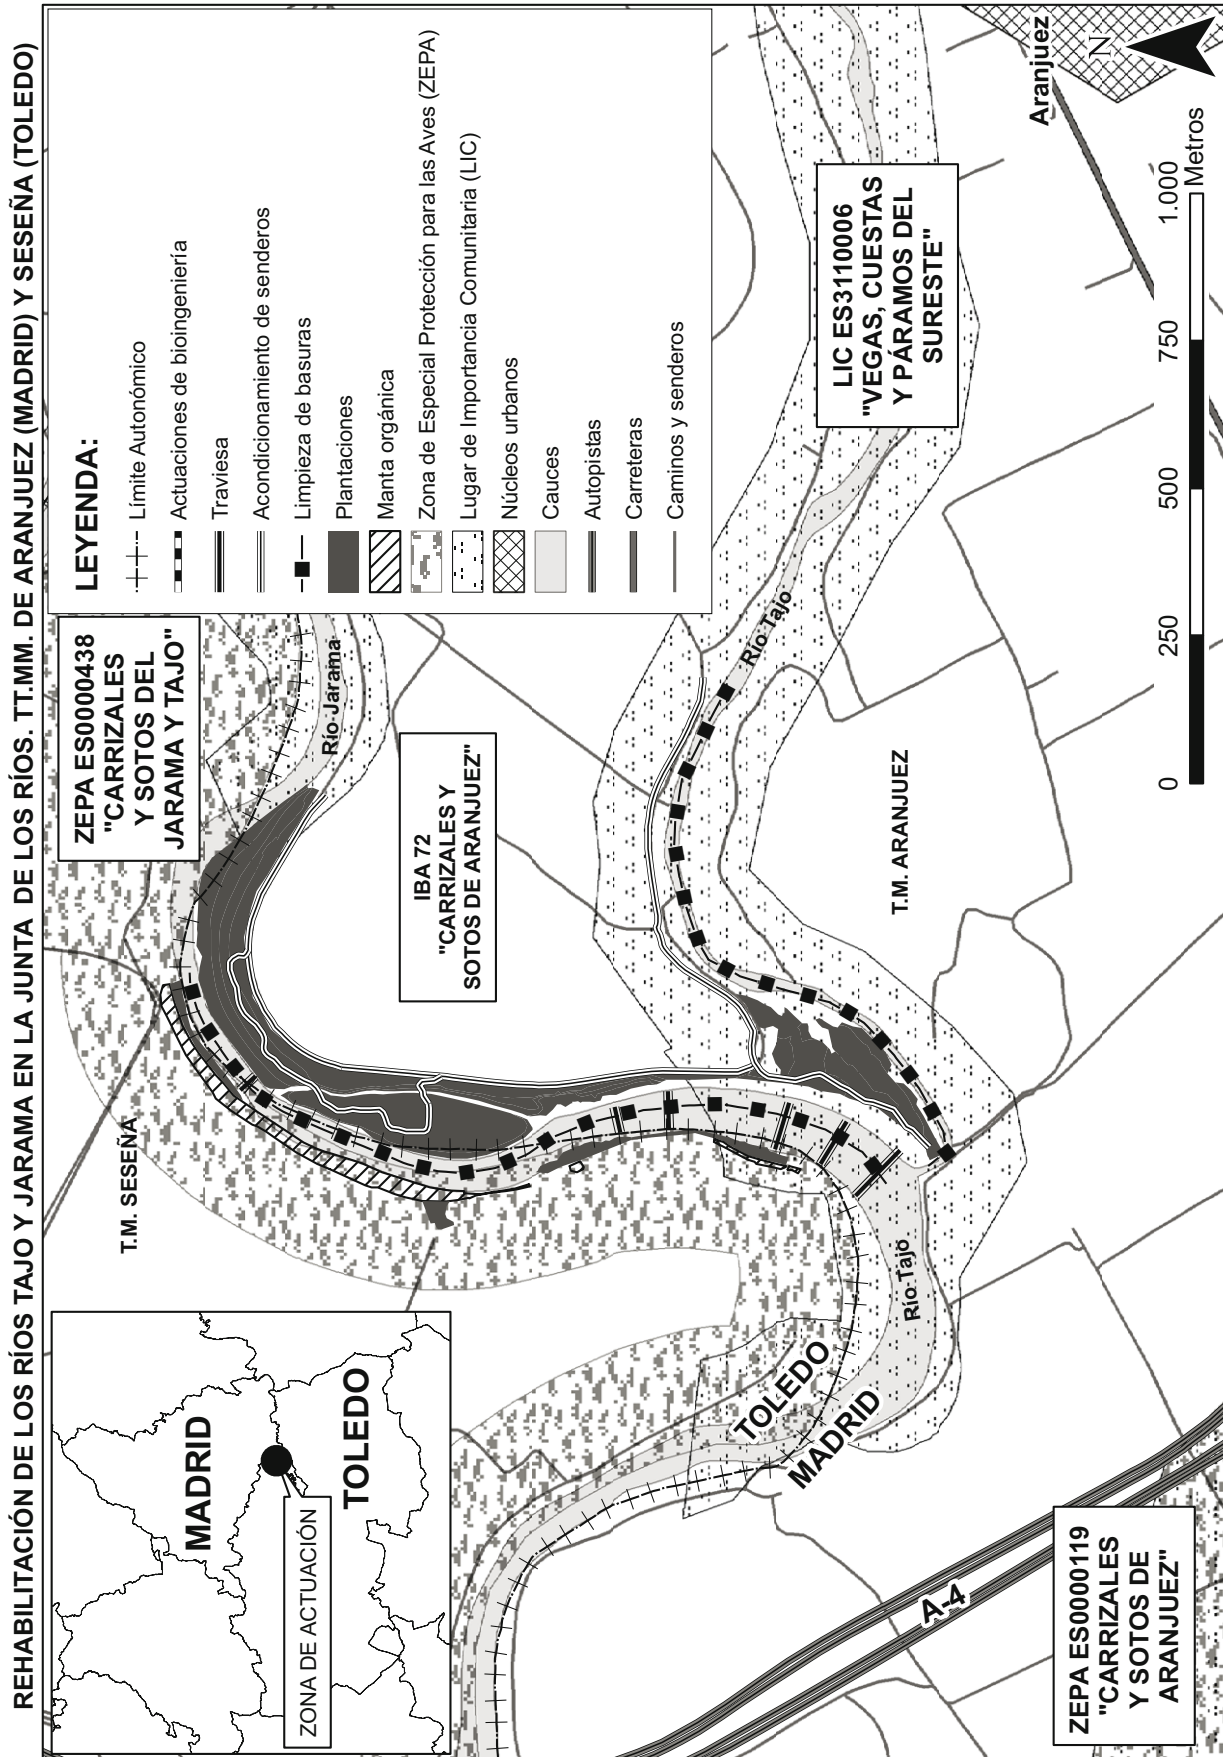 REHABILITACIÓN DE LOS RÍOS TAJO Y JARAMA EN LA JUNTA DE LOS RÍOS. TT.MM. DE ARANJUEZ (MADRID) Y SESEÑA (TOLEDO)
MADRID
TOLEDO
ZONA DE ACTUACIÓN
T.M. SESEÑA
ZEPA ES0000438
"CARRIZALES
Y SOTOS DEL
JARAMA Y TAJO"
LEYENDA:
Límite Autonómico
Actuaciones de bioingeniería
Traviesa
Acondicionamiento de senderos
Limpieza de basuras
Plantaciones
Manta orgánica
Zona de Especial Protección para las Aves (ZEPA)
Lugar de Importancia Comunitaria (LIC)
Núcleos urbanos
Cauces
Autopistas
Carreteras
Caminos y senderos
Río Jarama
IBA 72
"CARRIZALES Y
SOTOS DE ARANJUEZ"
Río Tajo
LIC ES3110006
"VEGAS, CUESTAS
Y PÁRAMOS DEL
SURESTE"
TOLEDO
MADRID
Río Tajo
T.M. ARANJUEZ
A-4
Aranjuez
N
ZEPA ES0000119
"CARRIZALES
Y SOTOS DE
ARANJUEZ"
0 250 500 750 1.000
Metros